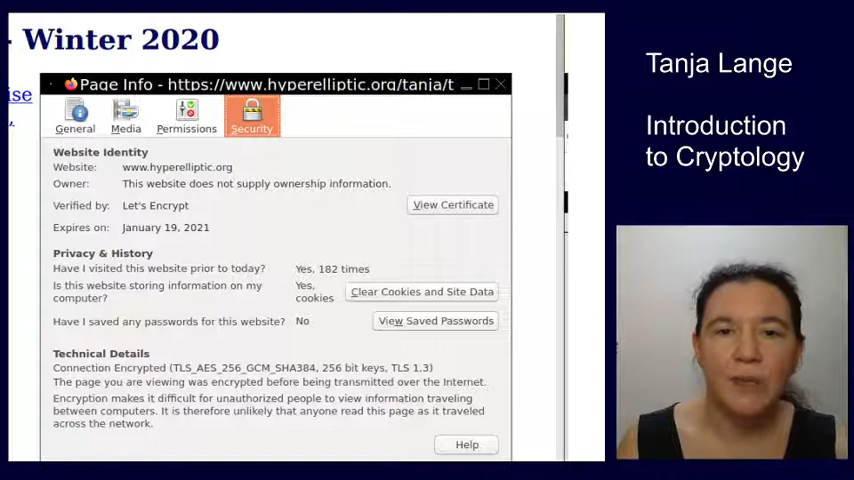 - Winter 2020
Tanja Lange
Introduction
to Cryptology
ise
Page Info - https://www.hyperelliptic.org/tanja/t
General Media Permissions Security
Website Identity
Website: www.hyperelliptic.org
Owner: This website does not supply ownership information.
Verified by: Let's Encrypt View Certificate
Expires on: January 19, 2021
Privacy & History
Have I visited this website prior to today? Yes, 182 times
Is this website storing information on my
computer?
Yes,
cookies
Clear Cookies and Site Data
Have I saved any passwords for this website? No View Saved Passwords
Technical Details
Connection Encrypted (TLS_AES_256_GCM_SHA384, 256 bit keys, TLS 1.3)
The page you are viewing was encrypted before being transmitted over the Internet.
Encryption makes it difficult for unauthorized people to view information traveling
between computers. It is therefore unlikely that anyone read this page as it traveled
across the network.
Help